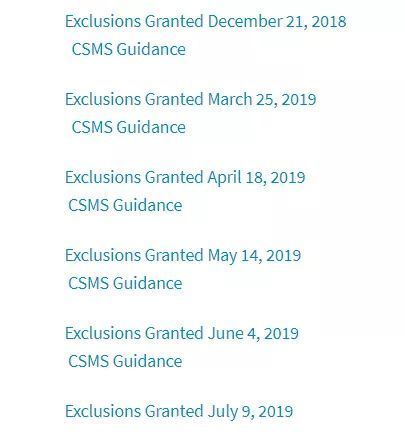 Exclusions Granted December 21, 2018
CSMS Guidance
Exclusions Granted March 25, 2019
CSMS Guidance
Exclusions Granted April 18, 2019
CSMS Guidance
Exclusions Granted May 14, 2019
CSMS Guidance
Exclusions Granted June 4, 2019
CSMS Guidance
Exclusions Granted July 9, 2019